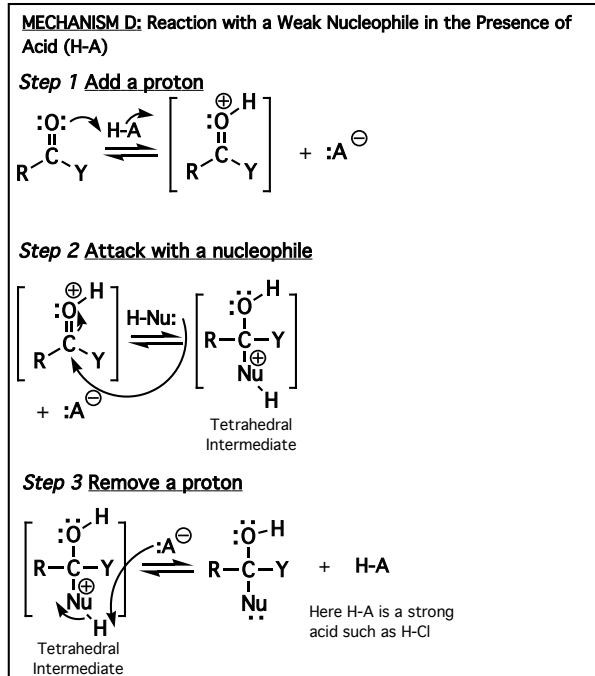 MECHANISM D: Reaction with a Weak Nucleophile in the Presence of
Acid (H-A)
Step 1 Add a proton
:O: H-A ⊕ :O H
C R Y C R Y + :A⊖
Step 2 Attack with a nucleophile
⊕ :O H H-Nu: :O H
C R Y R-C-Y
⊕ Nu H
+ :A⊖
Tetrahedral
Intermediate
Step 3 Remove a proton
:O H :A⊖ :O H
R-C-Y R-C-Y + H-A
⊕ Nu H Nu
Here H-A is a strong
acid such as H-Cl
Tetrahedral
Intermediate